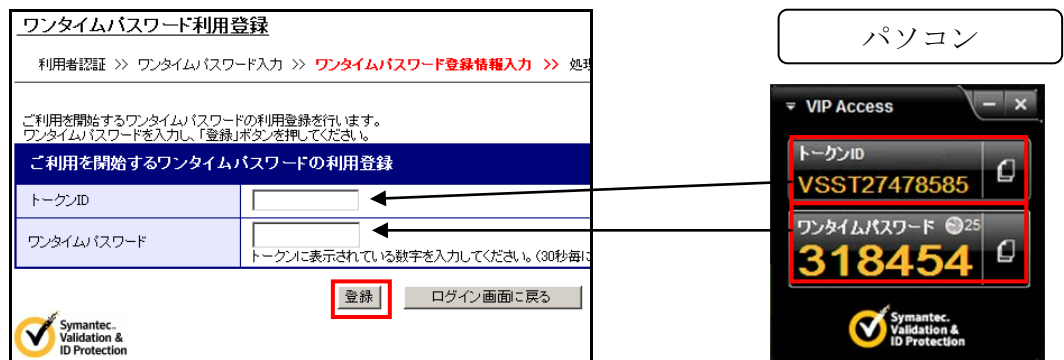 ワンタイムパスワード利用登録
利用者認証 >> ワンタイムパスワード入力 >> ワンタイムパスワード登録情報入力 >> 処理
ご利用を開始するワンタイムパスワードの利用登録を行います。
ワンタイムパスワードを入力し、「登録」ボタンを押してください。
ご利用を開始するワンタイムパスワードの利用登録
トークンID
ワンタイムパスワード
トークンに表示されている数字を入力してください。(30秒毎に
登録
ログイン画面に戻る
Symantec.
Validation &
ID Protection
パソコン
VIP Access
トークンID
VSST27478585
ワンタイムパスワード 25
318454
Symantec.
Validation &
ID Protection